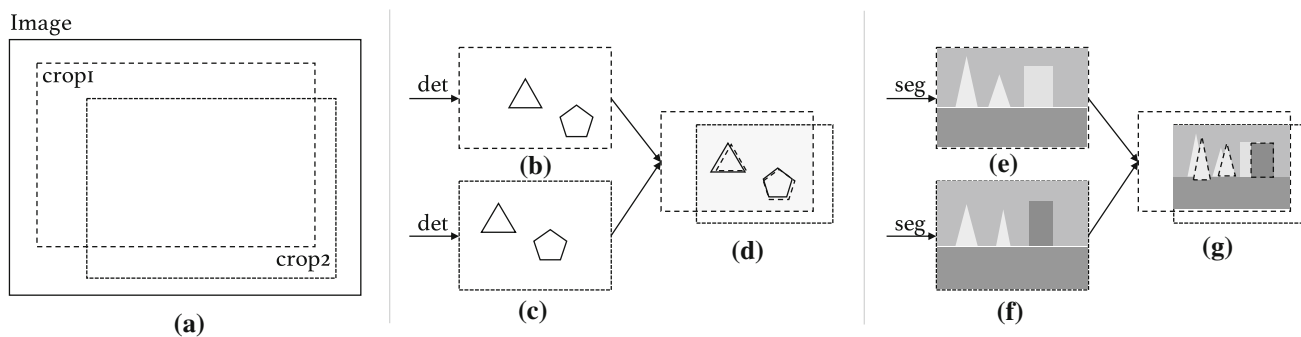 Image
crop1
crop2
(a)
det
(b)
det
(c)
(d)
seg
(e)
seg
(f)
(g)